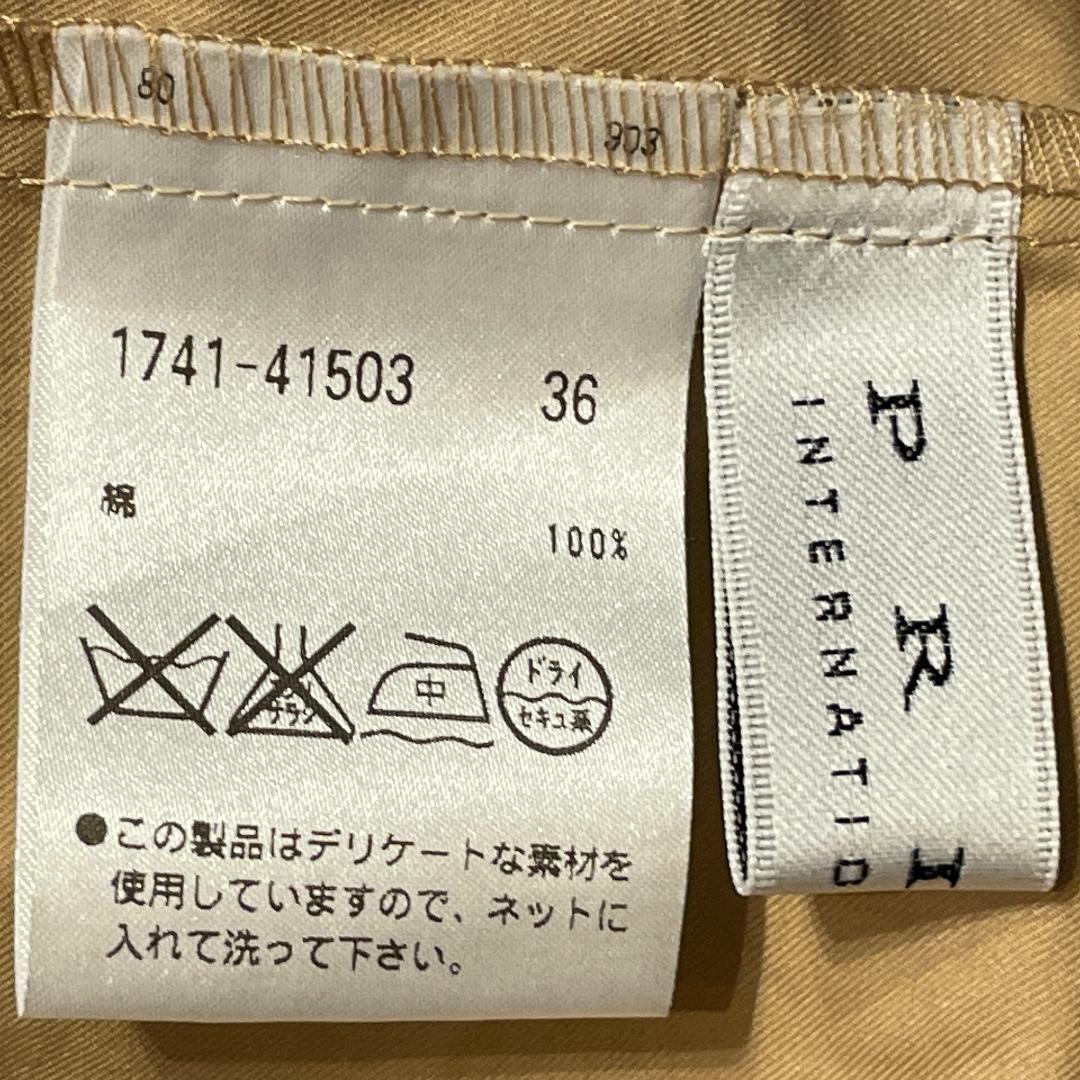 80
903
1741-41503 36
綿
100%
中
ドライ
セキユ系
●この製品はデリケートな素材を
使用していますので、ネットに
入れて洗って下さい。
P R I
INTERNATIO